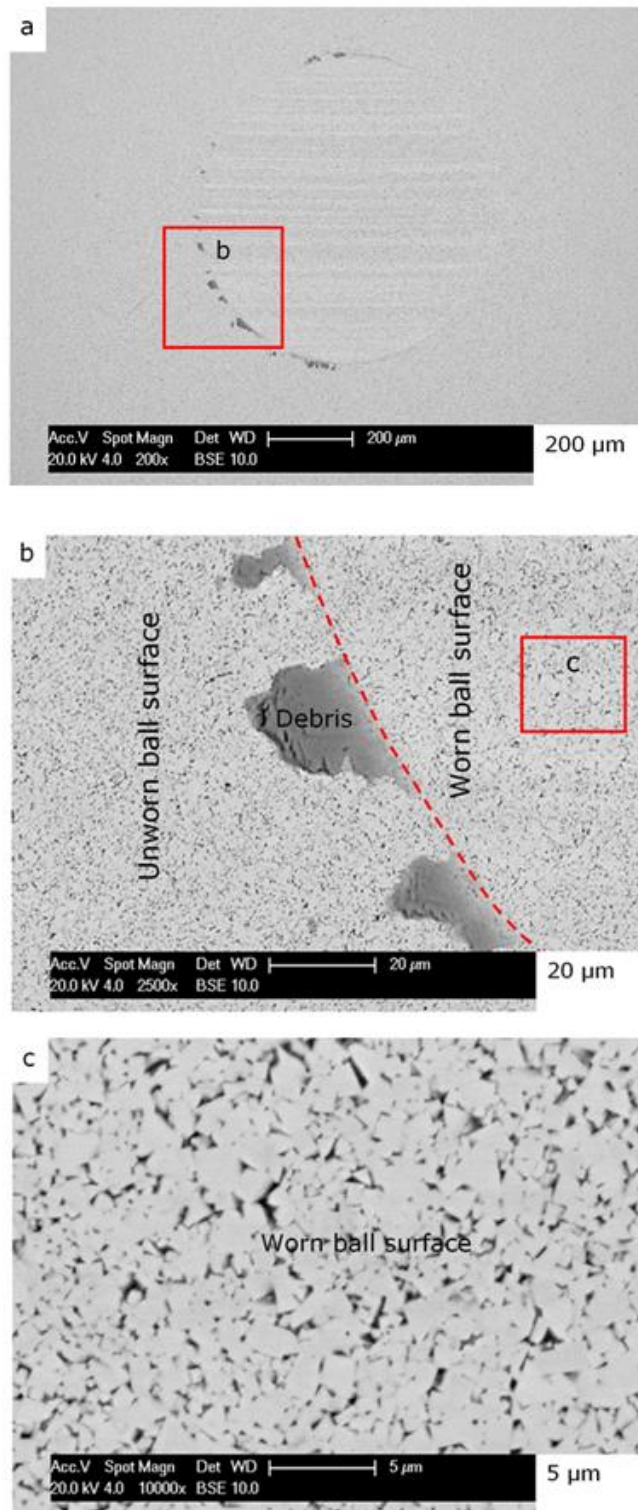 a
b
Acc.V Spot Magn Det WD 200 µm
20.0 kV 4.0 200x BSE 10.0
200 µm
b
Unworn ball surface
Debris
Worn ball surface
c
Acc.V Spot Magn Det WD 20 µm
20.0 kV 4.0 2500x BSE 10.0
20 µm
c
Worn ball surface
Acc.V Spot Magn Det WD 5 µm
20.0 kV 4.0 10000x BSE 10.0
5 µm